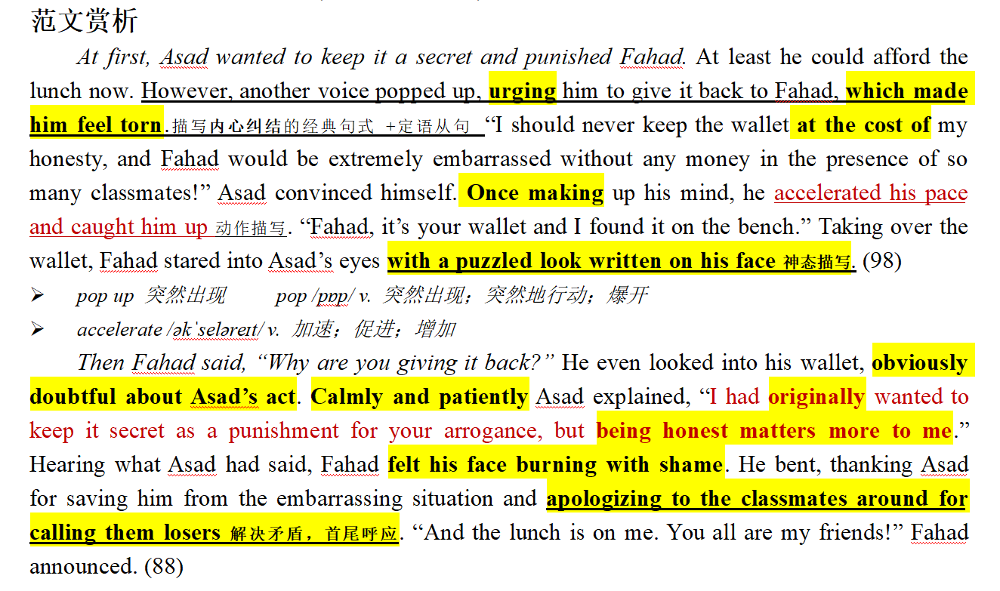 范文赏析
At first, Asad wanted to keep it a secret and punished Fahad. At least he could afford the
lunch now. However, another voice popped up, urging him to give it back to Fahad, which made
him feel torn.描写内心纠结的经典句式 +定语从句 “I should never keep the wallet at the cost of my
honesty, and Fahad would be extremely embarrassed without any money in the presence of so
many classmates!” Asad convinced himself. Once making up his mind, he accelerated his pace
and caught him up 动作描写. “Fahad, it’s your wallet and I found it on the bench.” Taking over the
wallet, Fahad stared into Asad’s eyes with a puzzled look written on his face 神态描写. (98)
➢ pop up 突然出现 pop /pɒp/ v. 突然出现；突然地行动；爆开
➢ accelerate /əkˈseləreɪt/ v. 加速；促进；增加
Then Fahad said, “Why are you giving it back?” He even looked into his wallet, obviously
doubtful about Asad’s act. Calmly and patiently Asad explained, “I had originally wanted to
keep it secret as a punishment for your arrogance, but being honest matters more to me.”
Hearing what Asad had said, Fahad felt his face burning with shame. He bent, thanking Asad
for saving him from the embarrassing situation and apologizing to the classmates around for
calling them losers 解决矛盾，首尾呼应. “And the lunch is on me. You all are my friends!” Fahad
announced. (88)